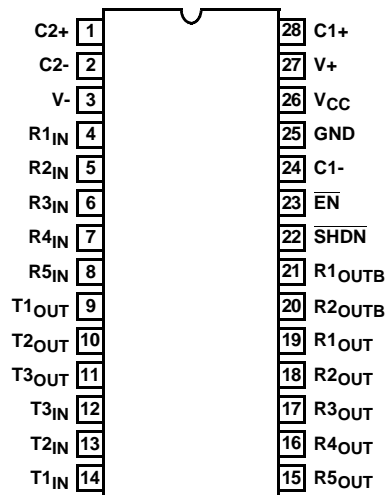 C2+ 1 28 C1+
C2- 2 27 V+
V- 3 26 VCC
R1IN 4 25 GND
R2IN 5 24 C1-
R3IN 6 23 EN
R4IN 7 22 SHDN
R5IN 8 21 R1OUTB
T1OUT 9 20 R2OUTB
T2OUT 10 19 R1OUT
T3OUT 11 18 R2OUT
T3IN 12 17 R3OUT
T2IN 13 16 R4OUT
T1IN 14 15 R5OUT